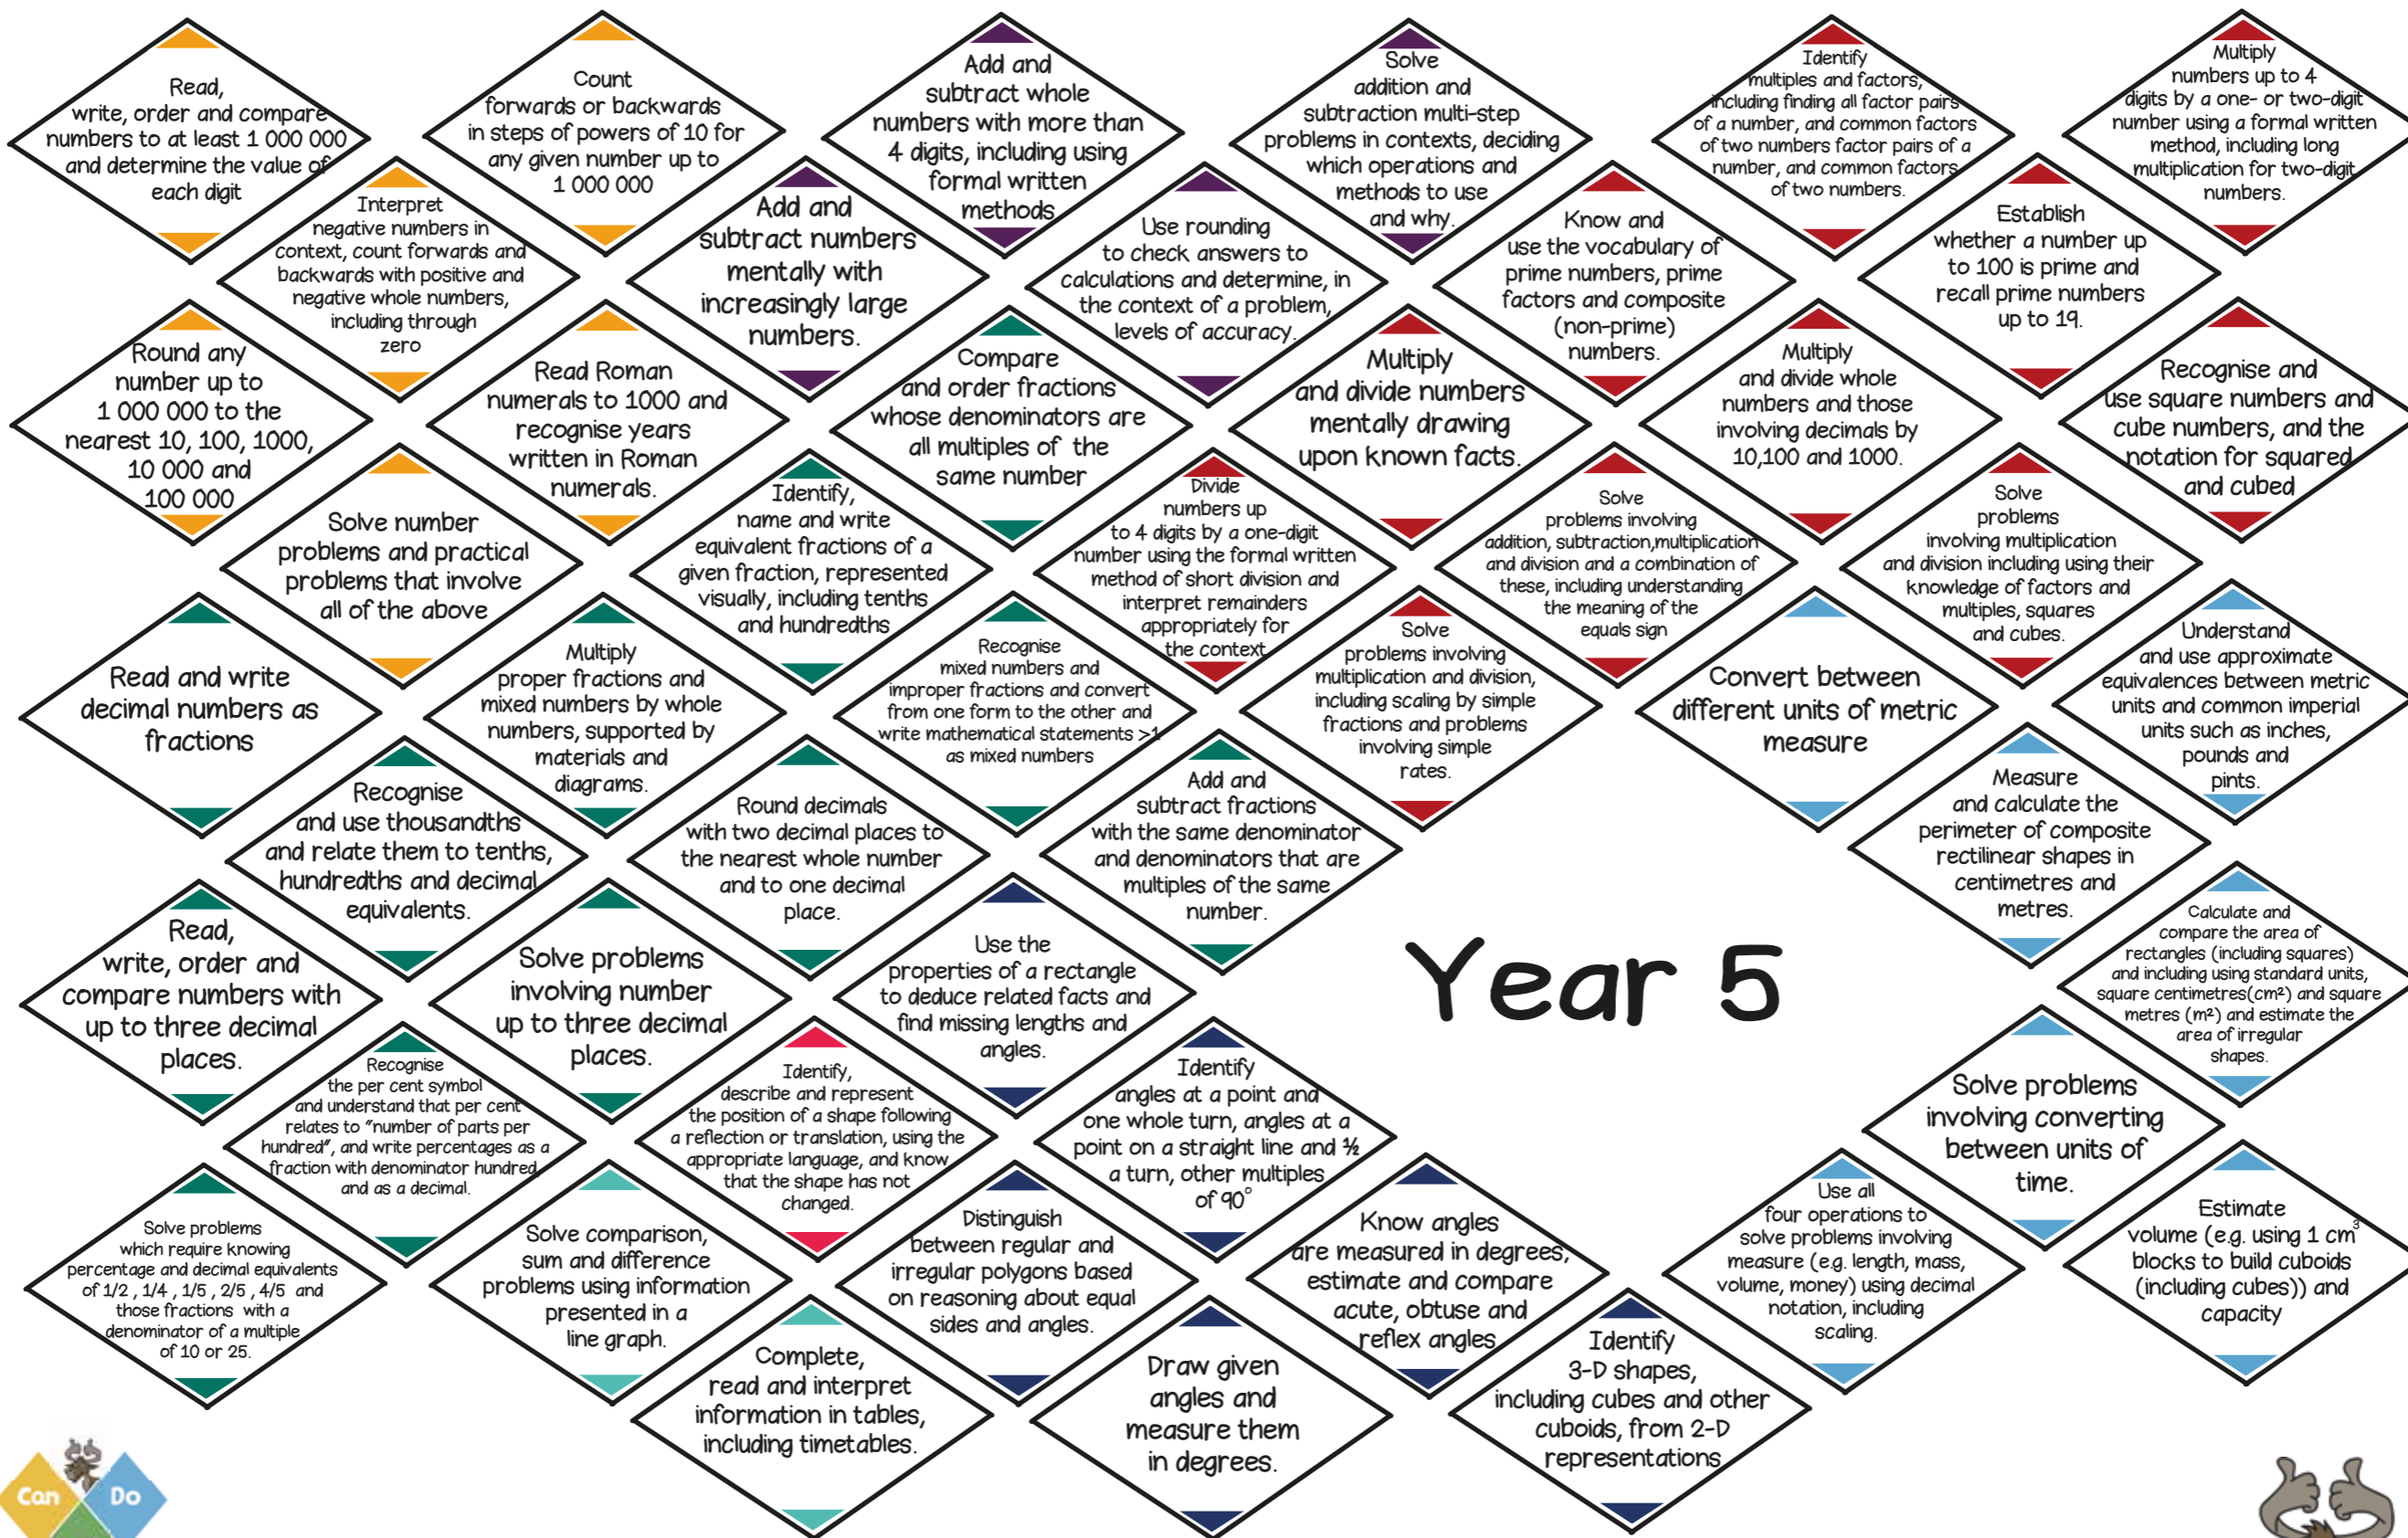 Read,
write, order and compare
numbers to at least 1 000 000
and determine the value of
each digit
Count
forwards or backwards
in steps of powers of 10 for
any given number up to
1 000 000
Add and
subtract whole
numbers with more than
4 digits, including using
formal written
methods
Solve
addition and
subtraction multi-step
problems in contexts, deciding
which operations and
methods to use
and why.
Identify
multiples and factors,
including finding all factor pairs
of a number, and common factors
of two numbers factor pairs of a
number, and common factors
of two numbers.
Multiply
numbers up to 4
digits by a one- or two-digit
number using a formal written
method, including long
multiplication for two-digit
numbers.
Interpret
negative numbers in
context, count forwards and
backwards with positive and
negative whole numbers,
including through
zero
Add and
subtract numbers
mentally with
increasingly large
numbers.
Use rounding
to check answers to
calculations and determine, in
the context of a problem,
levels of accuracy.
Know and
use the vocabulary of
prime numbers, prime
factors and composite
(non-prime)
numbers.
Establish
whether a number up
to 100 is prime and
recall prime numbers
up to 19.
Round any
number up to
1 000 000 to the
nearest 10, 100, 1000,
10 000 and
100 000
Read Roman
numerals to 1000 and
recognise years
written in Roman
numerals.
Compare
and order fractions
whose denominators are
all multiples of the
same number
Multiply
and divide numbers
mentally drawing
upon known facts.
Multiply
and divide whole
numbers and those
involving decimals by
10,100 and 1000.
Recognise and
use square numbers and
cube numbers, and the
notation for squared
and cubed
Solve number
problems and practical
problems that involve
all of the above
Identify,
name and write
equivalent fractions of a
given fraction, represented
visually, including tenths
and hundredths
Divide
numbers up
to 4 digits by a one-digit
number using the formal written
method of short division and
interpret remainders
appropriately for
the context
Solve
problems involving
addition, subtraction,multiplication
and division and a combination of
these, including understanding
the meaning of the
equals sign
Solve
problems
involving multiplication
and division including using their
knowledge of factors and
multiples, squares
and cubes.
Read and write
decimal numbers as
fractions
Multiply
proper fractions and
mixed numbers by whole
numbers, supported by
materials and
diagrams.
Recognise
mixed numbers and
improper fractions and convert
from one form to the other and
write mathematical statements >1
as mixed numbers
Solve
problems involving
multiplication and division,
including scaling by simple
fractions and problems
involving simple
rates.
Convert between
different units of metric
measure
Understand
and use approximate
equivalences between metric
units and common imperial
units such as inches,
pounds and
pints.
Recognise
and use thousandths
and relate them to tenths,
hundredths and decimal
equivalents.
Round decimals
with two decimal places to
the nearest whole number
and to one decimal
place.
Add and
subtract fractions
with the same denominator
and denominators that are
multiples of the same
number.
Measure
and calculate the
perimeter of composite
rectilinear shapes in
centimetres and
metres.
Read,
write, order and
compare numbers with
up to three decimal
places.
Solve problems
involving number
up to three decimal
places.
Use the
properties of a rectangle
to deduce related facts and
find missing lengths and
angles.
Year 5
Calculate and
compare the area of
rectangles (including squares)
and including using standard units,
square centimetres(cm²) and square
metres (m²) and estimate the
area of irregular
shapes.
Recognise
the per cent symbol
and understand that per cent
relates to "number of parts per
hundred", and write percentages as a
fraction with denominator hundred,
and as a decimal.
Identify,
describe and represent
the position of a shape following
a reflection or translation, using the
appropriate language, and know
that the shape has not
changed.
Identify
angles at a point and
one whole turn, angles at a
point on a straight line and ½
a turn, other multiples
of 90°
Solve problems
involving converting
between units of
time.
Solve problems
which require knowing
percentage and decimal equivalents
of 1/2 , 1/4 , 1/5 , 2/5 , 4/5 and
those fractions with a
denominator of a multiple
of 10 or 25.
Solve comparison,
sum and difference
problems using information
presented in a
line graph.
Distinguish
between regular and
irregular polygons based
on reasoning about equal
sides and angles.
Know angles
are measured in degrees,
estimate and compare
acute, obtuse and
reflex angles
Use all
four operations to
solve problems involving
measure (e.g. length, mass,
volume, money) using decimal
notation, including
scaling.
Estimate
volume (e.g. using 1 cm³
blocks to build cuboids
(including cubes)) and
capacity
Complete,
read and interpret
information in tables,
including timetables.
Draw given
angles and
measure them
in degrees.
Identify
3-D shapes,
including cubes and other
cuboids, from 2-D
representations
Can Do